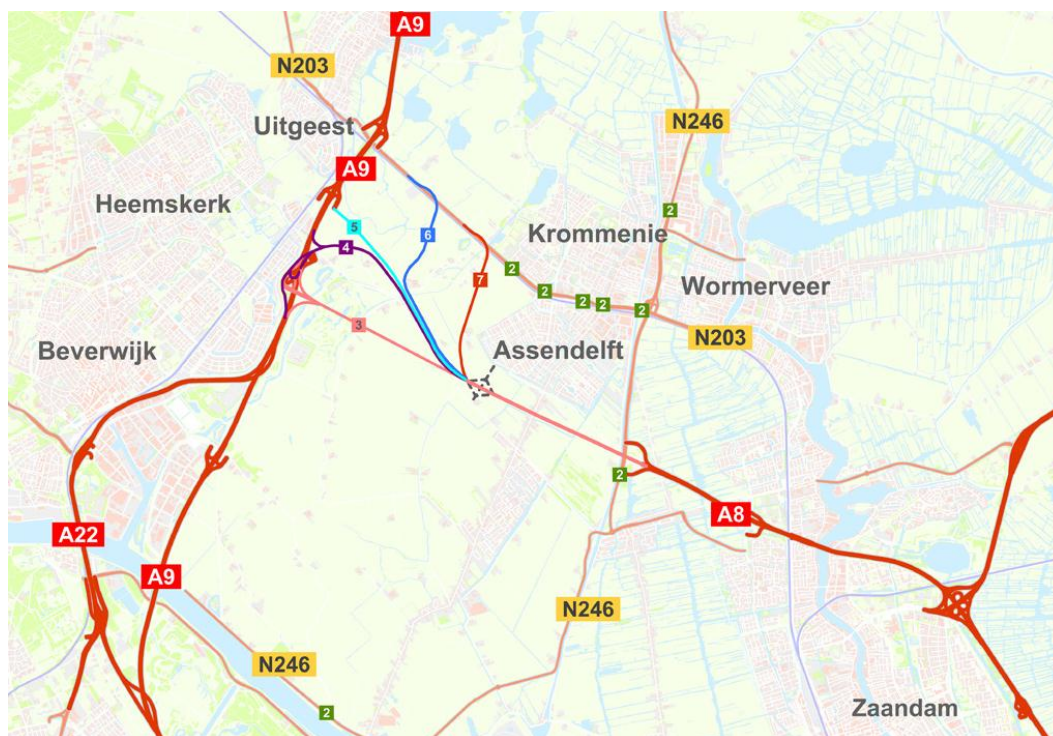 A9
N203
N246
Uitgeest
A9
Heemskerk
5
2
4
6
Krommenie
2
7
Wormerveer
2
2
2
2
3
N203
Beverwijk
Assendelft
2
A8
A22
A9
N246
N246
2
Zaandam